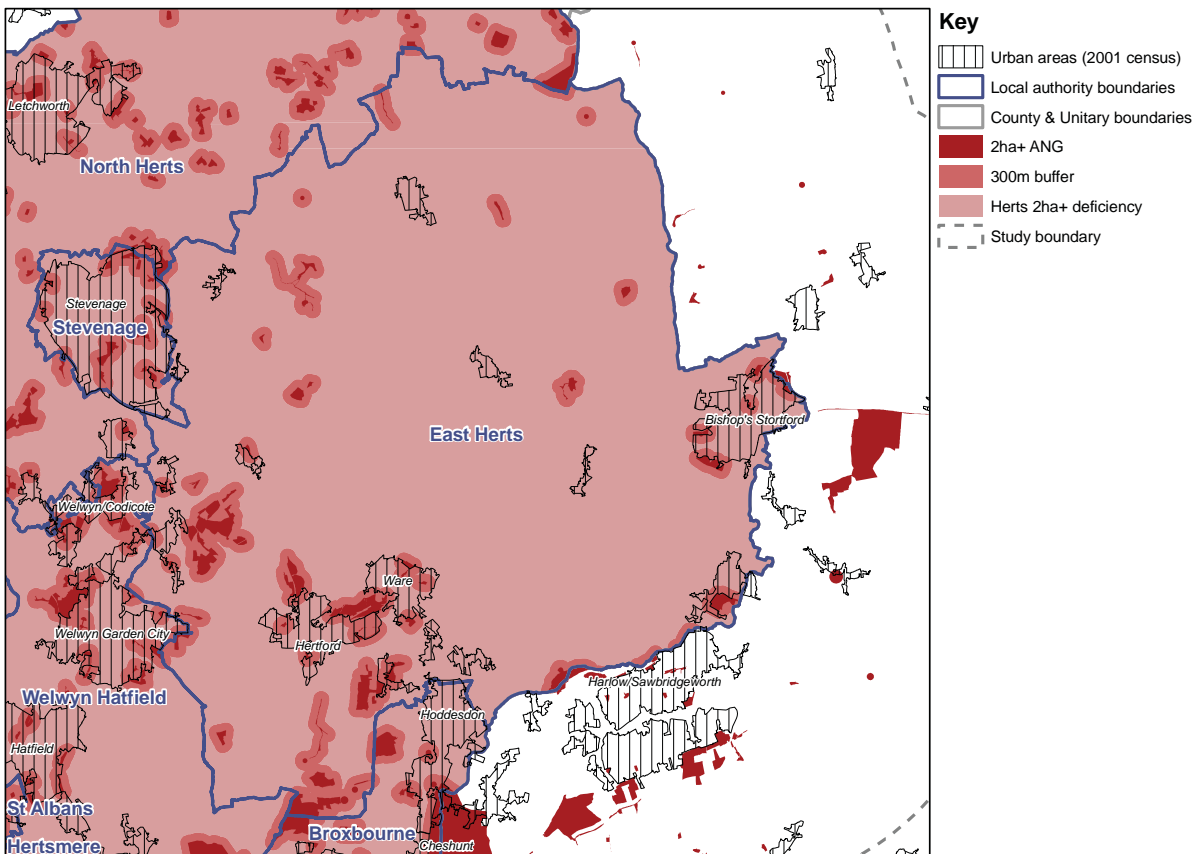 Key
Urban areas (2001 census)
Local authority boundaries
County & Unitary boundaries
2ha+ ANG
300m buffer
Herts 2ha+ deficiency
Study boundary
Letchworth
North Herts
Stevenage
Stevenage
East Herts
Bishop's Stortford
Welwyn/Codicote
Ware
Welwyn Garden City
Hertford
Welwyn Hatfield
Harlow/Sawbridgeworth
Hoddesdon
Hatfield
St Albans
Broxbourne
Hertsmere
Cheshunt